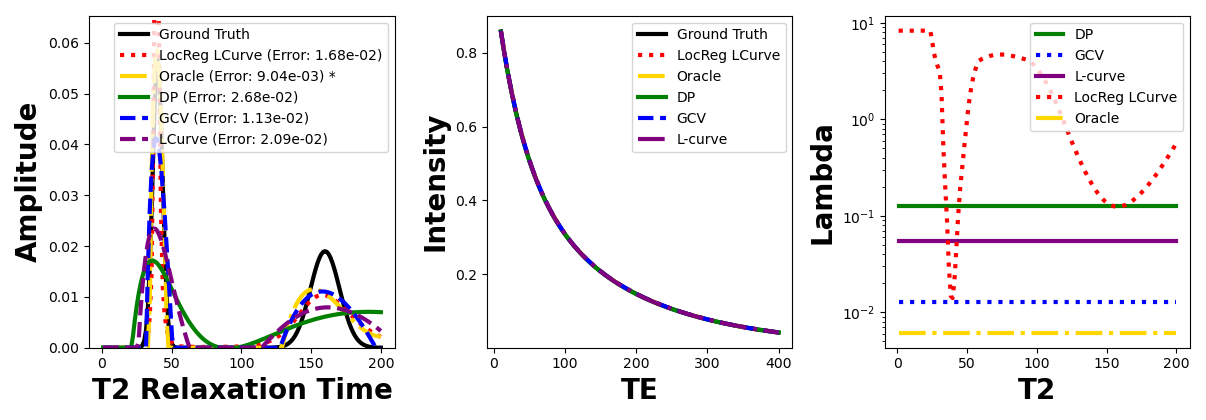 Amplitude
0.06
0.05
0.04
0.03
0.02
0.01
0.00
Ground Truth
LocReg LCurve (Error: 1.68e-02)
Oracle (Error: 9.04e-03) *
DP (Error: 2.68e-02)
GCV (Error: 1.13e-02)
LCurve (Error: 2.09e-02)
0 50 100 150 200
T2 Relaxation Time
Intensity
0.8
0.6
0.4
0.2
Ground Truth
LocReg LCurve
Oracle
DP
GCV
L-curve
0 100 200 300 400
TE
Lambda
10¹
10⁰
10⁻¹
10⁻²
DP
GCV
L-curve
LocReg LCurve
Oracle
0 50 100 150 200
T2